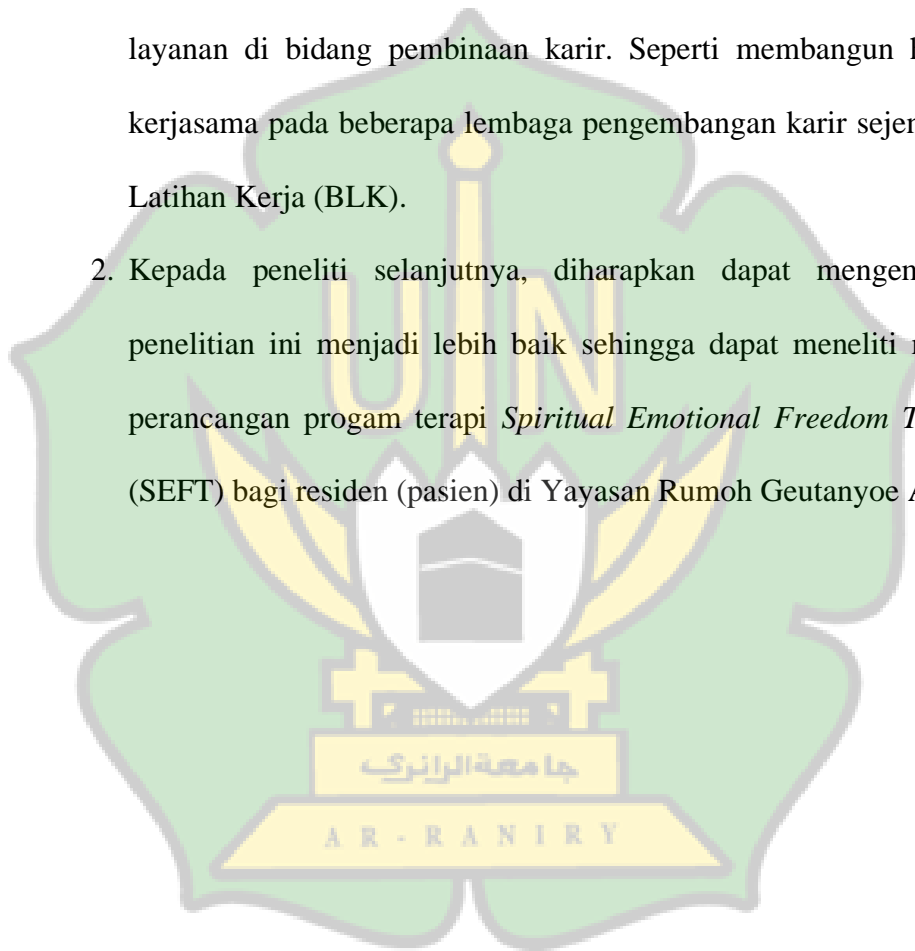 layanan di bidang pembinaan karir. Seperti membangun
kerjasama pada beberapa lembaga pengembangan karir
Latihan Kerja (BLK).
2. Kepada peneliti selanjutnya, diharapkan dapat
penelitian ini menjadi lebih baik sehingga dapat meneliti
perancangan progam terapi Spiritual Emotional Freedom
(SEFT) bagi residen (pasien) di Yayasan Rumoh Geutanyoe
UIN
جامعة الرانري
AR-RANIRY